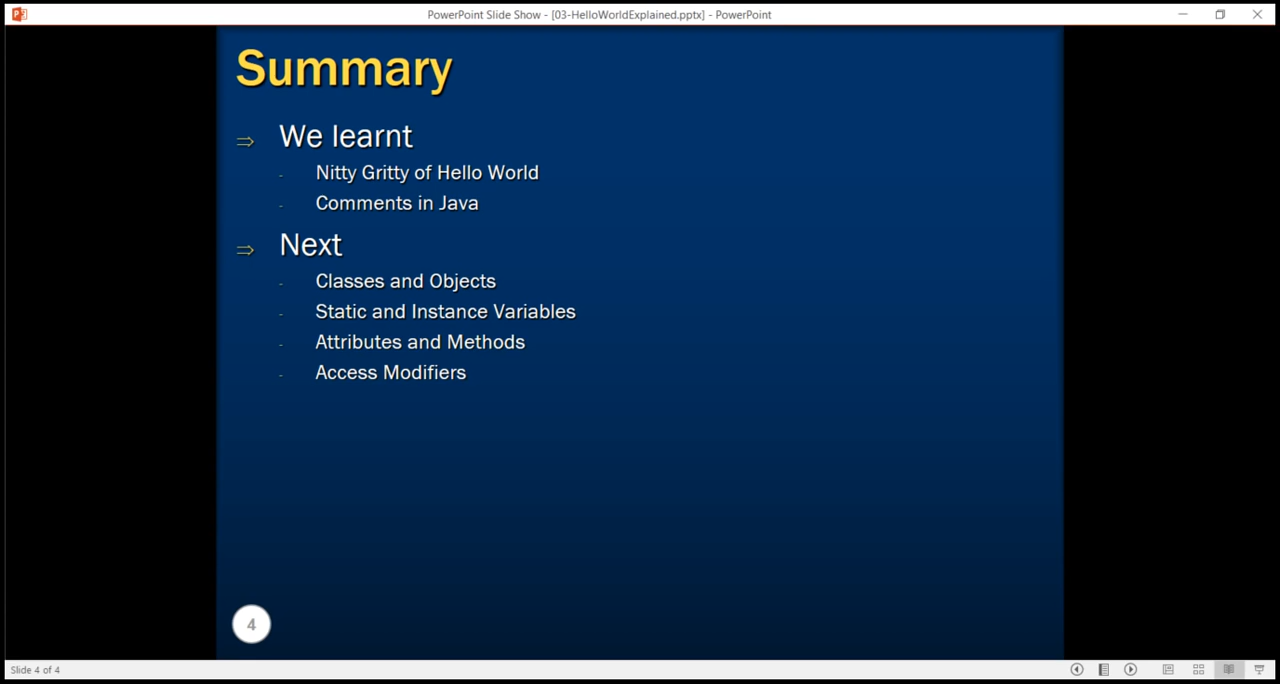 PowerPoint Slide Show - [03-HelloWorldExplained.pptx] - PowerPoint
Summary
⇒ We learnt
- Nitty Gritty of Hello World
- Comments in Java
⇒ Next
- Classes and Objects
- Static and Instance Variables
- Attributes and Methods
- Access Modifiers
4
Slide 4 of 4